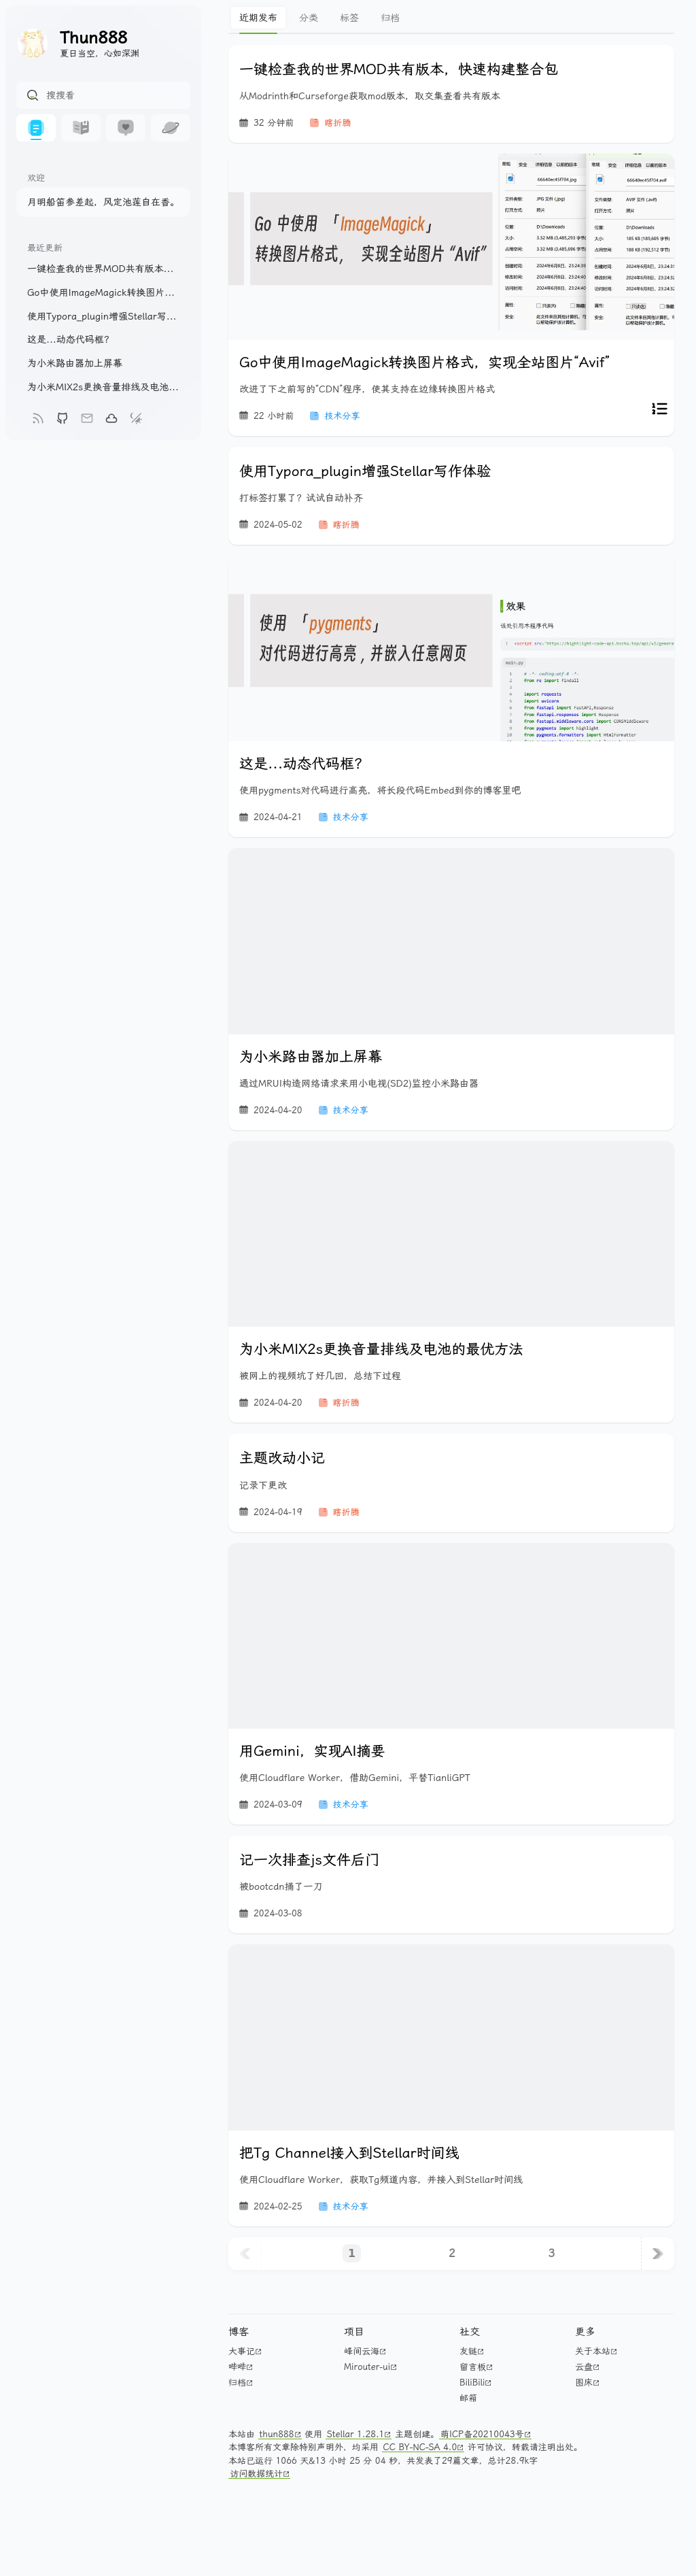 Thun888
夏日当空，心如深渊
搜搜看
欢迎
月明船笛参差起，风定池莲自在香。
最近更新
一键检查我的世界MOD共有版本...
Go中使用ImageMagick转换图片...
使用Typora_plugin增强Stellar写...
这是...动态代码框？
为小米路由器加上屏幕
为小米MIX2s更换音量排线及电池...
近期发布 分类 标签 归档
一键检查我的世界MOD共有版本，快速构建整合包
从Modrinth和Curseforge获取mod版本，取交集查看共有版本
32 分钟前 瞎折腾
Go 中使用 「ImageMagick」
转换图片格式， 实现全站图片 “Avif”
Go中使用ImageMagick转换图片格式，实现全站图片“Avif”
改进了下之前写的“CDN”程序，使其支持在边缘转换图片格式
22 小时前 技术分享
使用Typora_plugin增强Stellar写作体验
打标签打累了？试试自动补齐
2024-05-02 瞎折腾
使用 「pygments」
对代码进行高亮 , 并嵌入任意网页
效果
该处引用本程序代码
main.py
# -*- coding:utf-8 -*-
from re import findall
import requests
import uvicorn
from fastapi import FastAPI,Response
from fastapi.responses import Response
from pygments import highlight
这是...动态代码框？
使用pygments对代码进行高亮，将长段代码Embed到你的博客里吧
2024-04-21 技术分享
为小米路由器加上屏幕
通过MRUI构造网络请求来用小电视(SD2)监控小米路由器
2024-04-20 技术分享
为小米MIX2s更换音量排线及电池的最优方法
被网上的视频坑了好几回，总结下过程
2024-04-20 瞎折腾
主题改动小记
记录下更改
2024-04-19 瞎折腾
用Gemini，实现AI摘要
使用Cloudflare Worker，借助Gemini，平替TianliGPT
2024-03-09 技术分享
记一次排查js文件后门
被bootcdn捅了一刀
2024-03-08
把Tg Channel接入到Stellar时间线
使用Cloudflare Worker，获取Tg频道内容，并接入到Stellar时间线
2024-02-25 技术分享
1 2 3
博客 项目 社交 更多
大事记 峰间云海 友链 关于本站
哔哔 Mirouter-ui 留言板 云盘
归档 BiliBili 图床
邮箱
本站由 thun888 使用 Stellar 1.28.1 主题创建。萌ICP备20210043号
本博客所有文章除特别声明外，均采用 CC BY-NC-SA 4.0 许可协议，转载请注明出处。
本站已运行 1066 天&13 小时 25 分 04 秒，共发表了29篇文章，总计28.9k字
访问数据统计